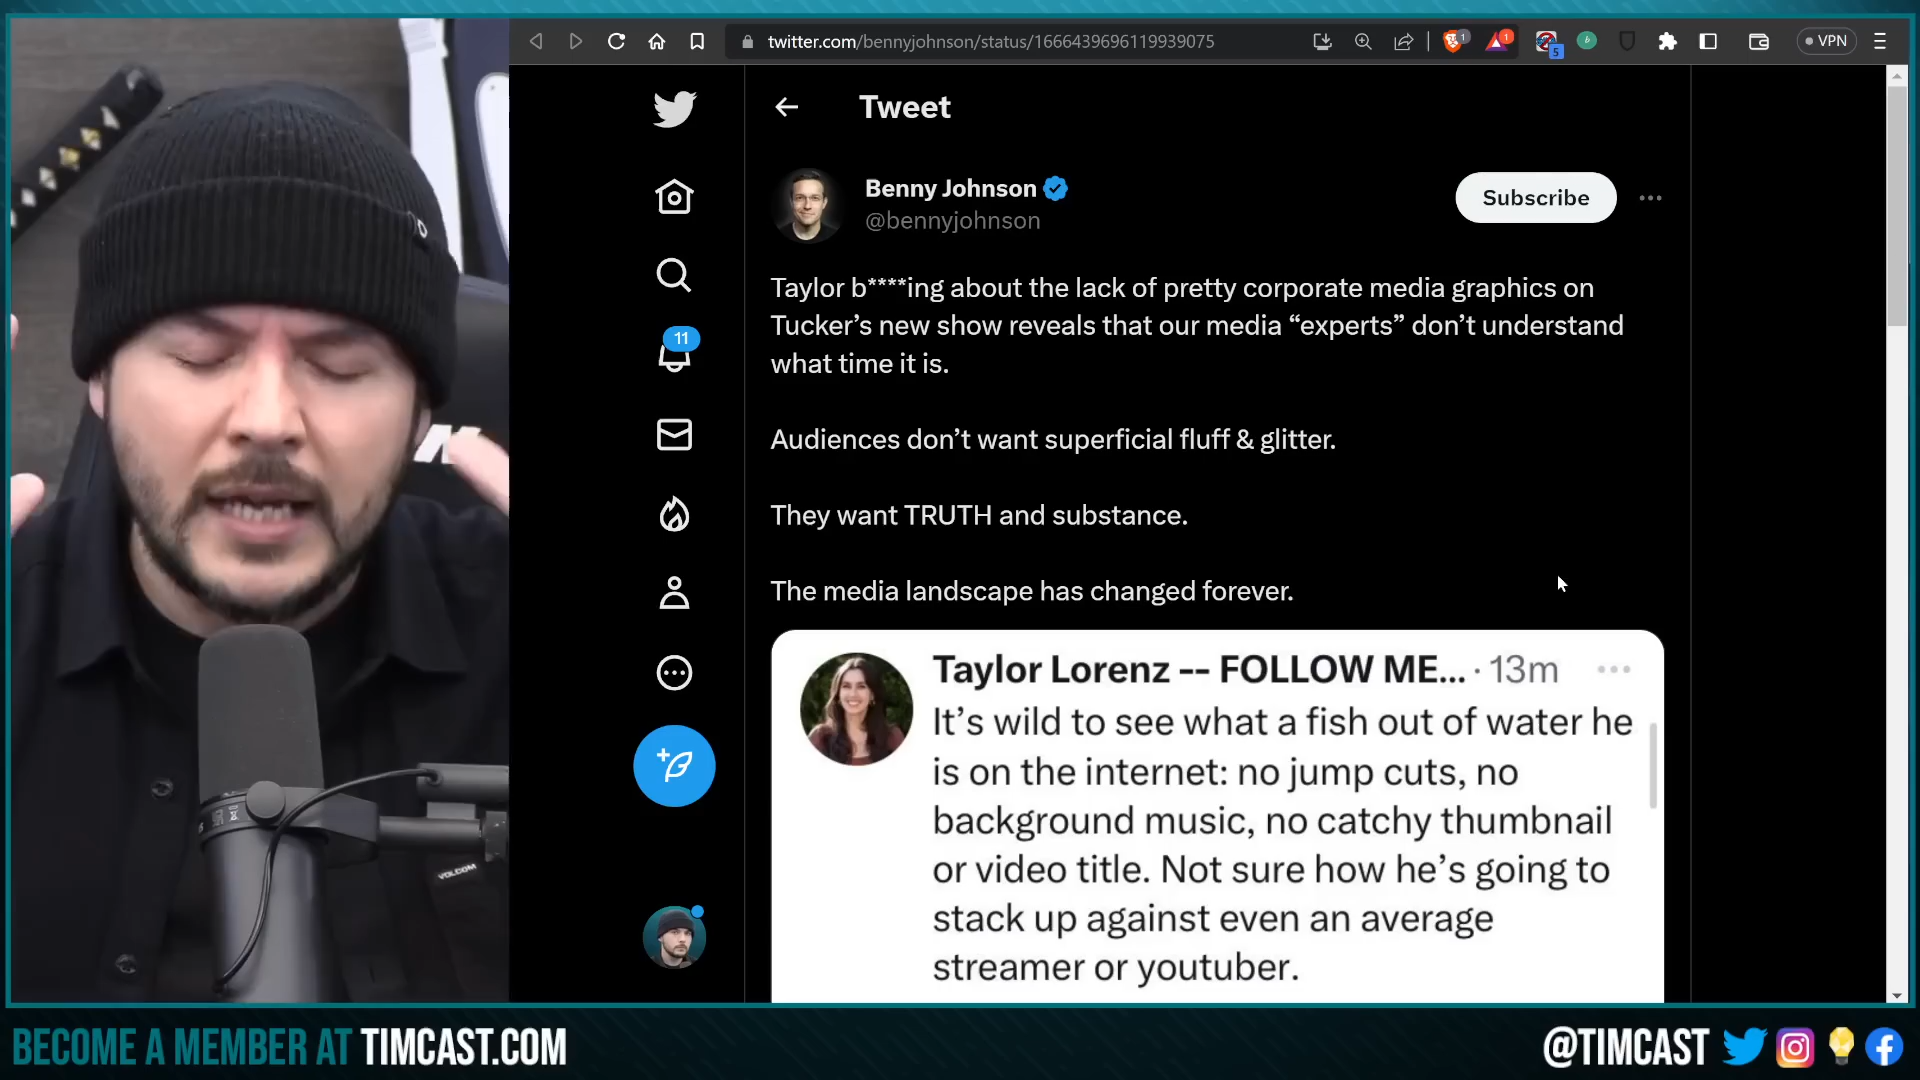 twitter.com/bennyjohnson/status/1666439696119939075
1
1
5
VPN
Tweet
Benny Johnson
@bennyjohnson
Subscribe
11
Taylor b****ing about the lack of pretty corporate media graphics on
Tucker’s new show reveals that our media “experts” don’t understand
what time it is.
Audiences don’t want superficial fluff & glitter.
They want TRUTH and substance.
The media landscape has changed forever.
Taylor Lorenz -- FOLLOW ME... · 13m
It’s wild to see what a fish out of water he
is on the internet: no jump cuts, no
background music, no catchy thumbnail
or video title. Not sure how he’s going to
stack up against even an average
streamer or youtuber.
VOLCOM
BECOME A MEMBER AT TIMCAST.COM
@TIMCAST